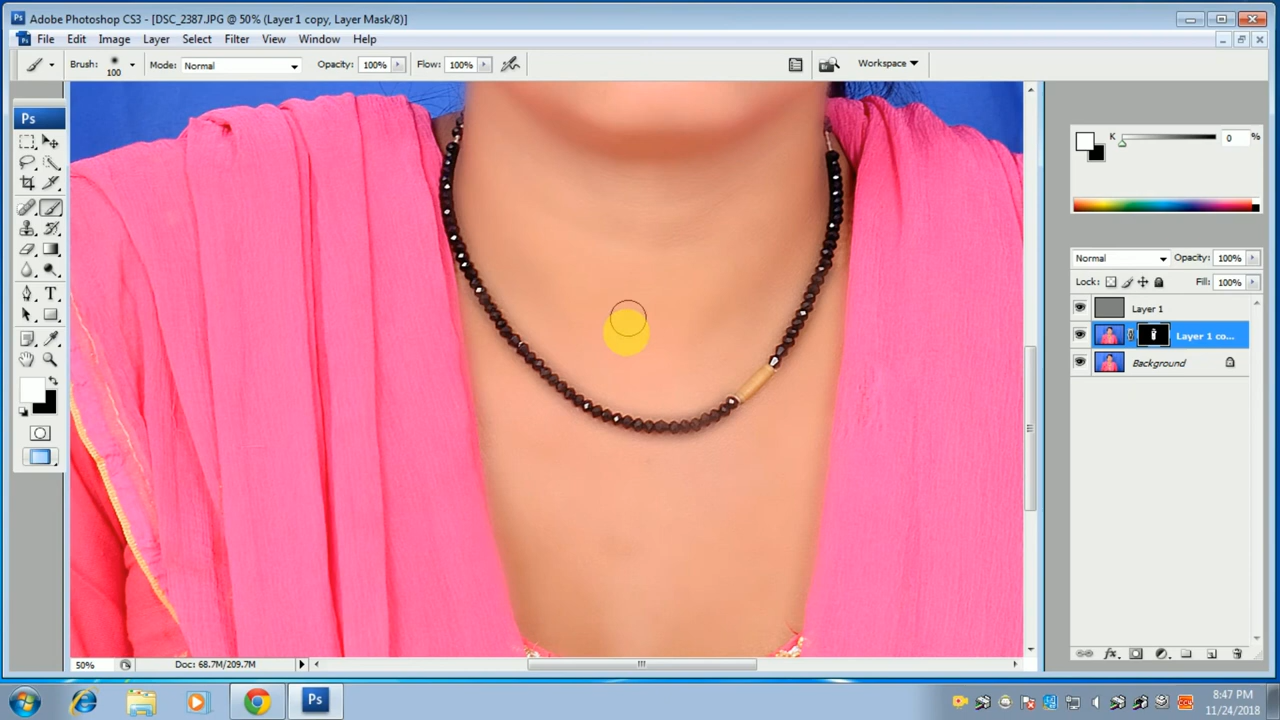 Adobe Photoshop CS3 - [DSC_2387.JPG @ 50% (Layer 1 copy, Layer Mask/8)]
File Edit Image Layer Select Filter View Window Help
Brush: 100 Mode: Normal Opacity: 100% Flow: 100% Workspace
Ps
K 0 %
Normal Opacity: 100%
Lock: Fill: 100%
Layer 1
Layer 1 co...
Background
T
50% Doc: 68.7M/209.7M
Ps
8:47 PM
11/24/2018